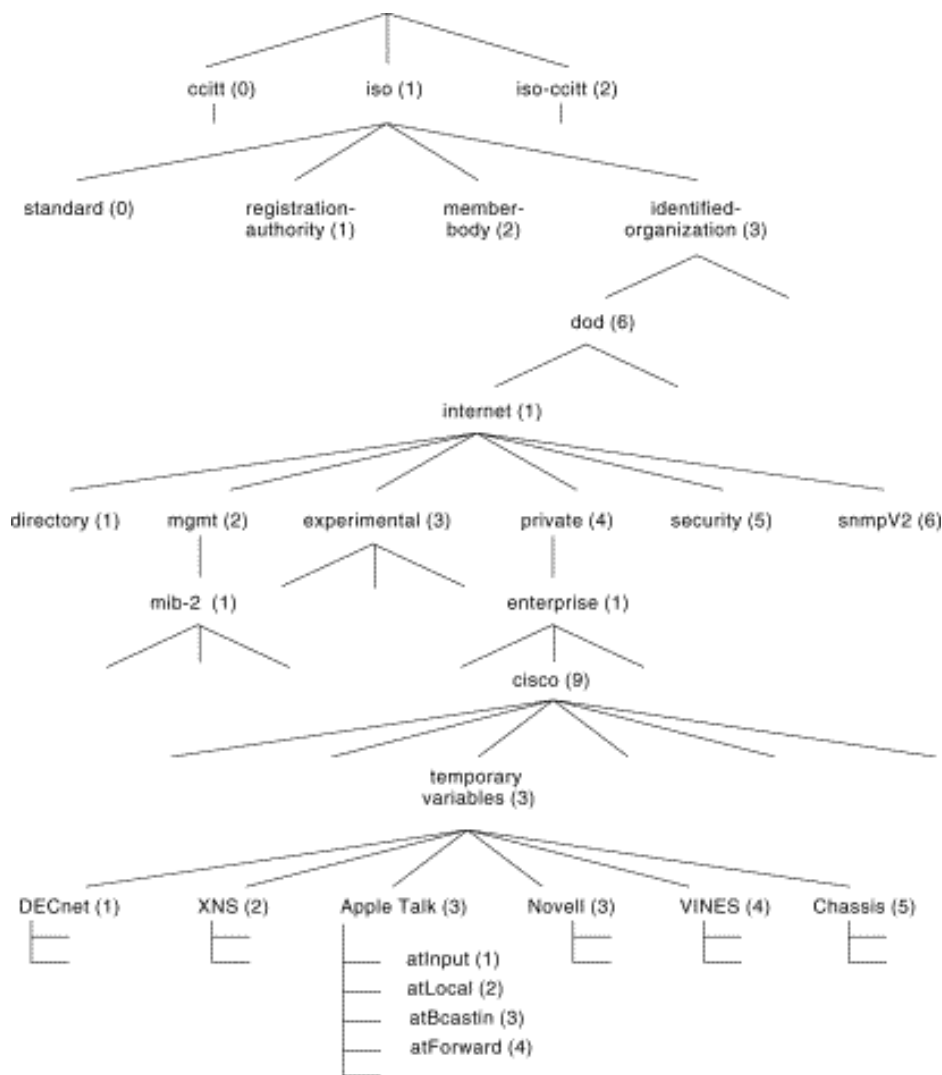 ccitt (0) iso (1) iso-ccitt (2)
standard (0) registration- member- identified-
authority (1) body (2) organization (3)
dod (6)
internet (1)
directory (1) mgmt (2) experimental (3) private (4) security (5) snmpV2 (6)
mib-2 (1) enterprise (1)
cisco (9)
temporary
variables (3)
DECnet (1) XNS (2) Apple Talk (3) Novell (3) VINES (4) Chassis (5)
atInput (1)
atLocal (2)
atBcastin (3)
atForward (4)